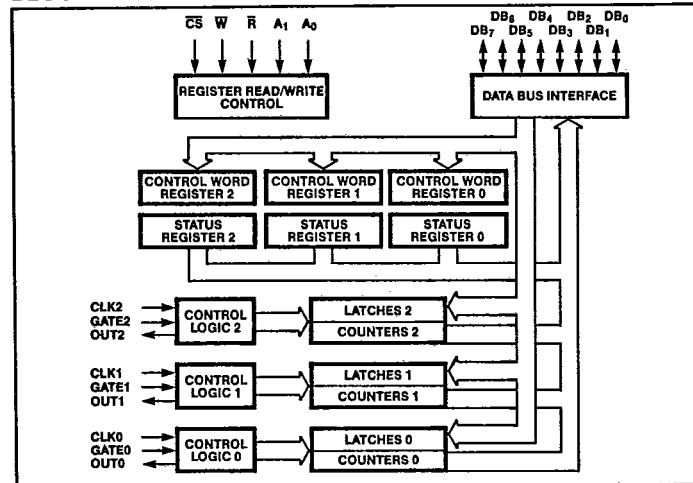 C̅S̅ W̅ R̅ A₁ A₀
DB₆ DB₄ DB₂ DB₀
DB₇ DB₅ DB₃ DB₁
REGISTER READ/WRITE
CONTROL
DATA BUS INTERFACE
CONTROL WORD
REGISTER 2
CONTROL WORD
REGISTER 1
CONTROL WORD
REGISTER 0
STATUS
REGISTER 2
STATUS
REGISTER 1
STATUS
REGISTER 0
CLK2
GATE2
OUT2
CONTROL
LOGIC 2
LATCHES 2
COUNTERS 2
CLK1
GATE1
OUT1
CONTROL
LOGIC 1
LATCHES 1
COUNTERS 1
CLK0
GATE0
OUT0
CONTROL
LOGIC 0
LATCHES 0
COUNTERS 0